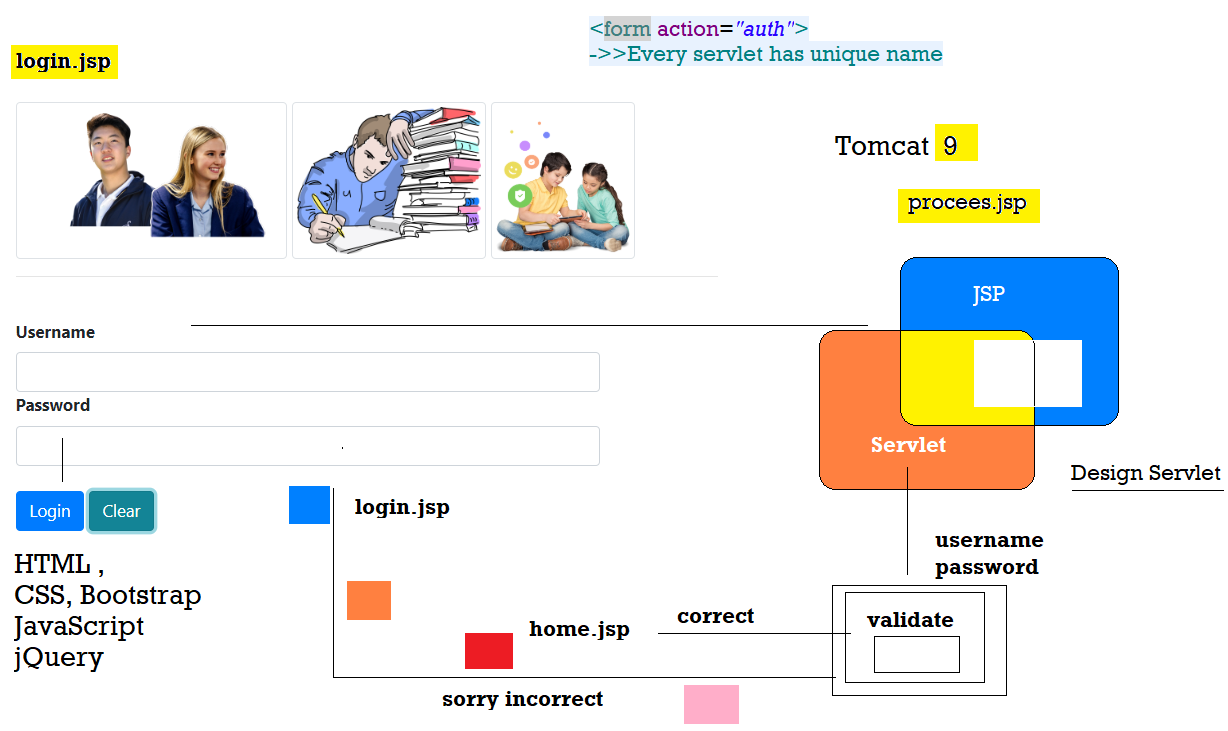 <form action="auth">
->>Every servlet has unique name
login.jsp
Tomcat 9
procees.jsp
JSP
Username
Password
Servlet
Design Servlet
Login
Clear
login.jsp
username
password
HTML ,
CSS, Bootstrap
JavaScript
jQuery
home.jsp
correct
validate
sorry incorrect